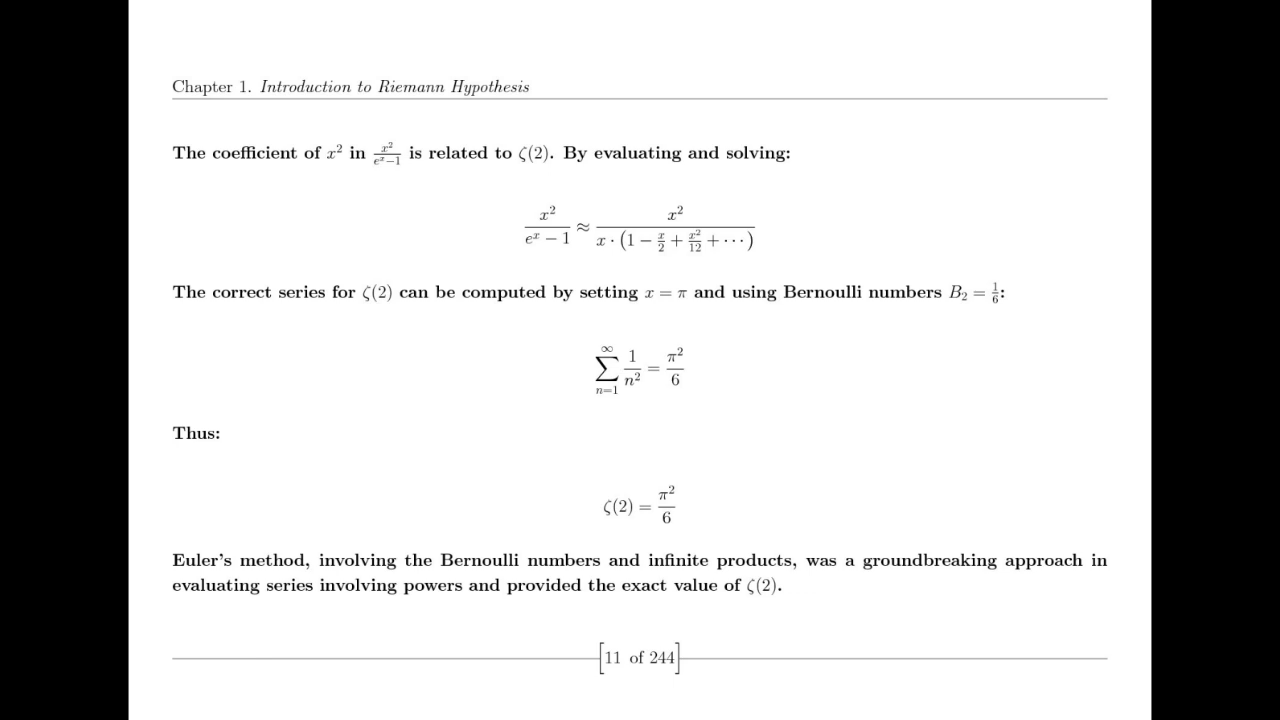 Chapter 1. Introduction to Riemann Hypothesis
The coefficient of x² in x²/(eˣ−1) is related to ζ(2). By evaluating and solving:
x²/(eˣ − 1) ≈ x²/(x · (1 − x/2 + x²/12 + ⋯))
The correct series for ζ(2) can be computed by setting x = π and using Bernoulli numbers B₂ = 1/6:
∑_{n=1}^{∞} 1/n² = π²/6
Thus:
ζ(2) = π²/6
Euler's method, involving the Bernoulli numbers and infinite products, was a groundbreaking approach in
evaluating series involving powers and provided the exact value of ζ(2).
[11 of 244]